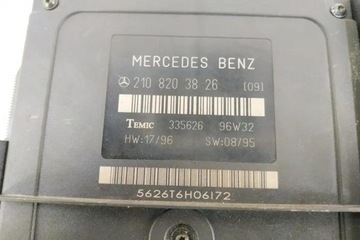 MERCEDES BENZ
210 820 38 26 [09]
TEMIC 335626 96W32
HW:17/96 SW:08/95
5626T6H06172